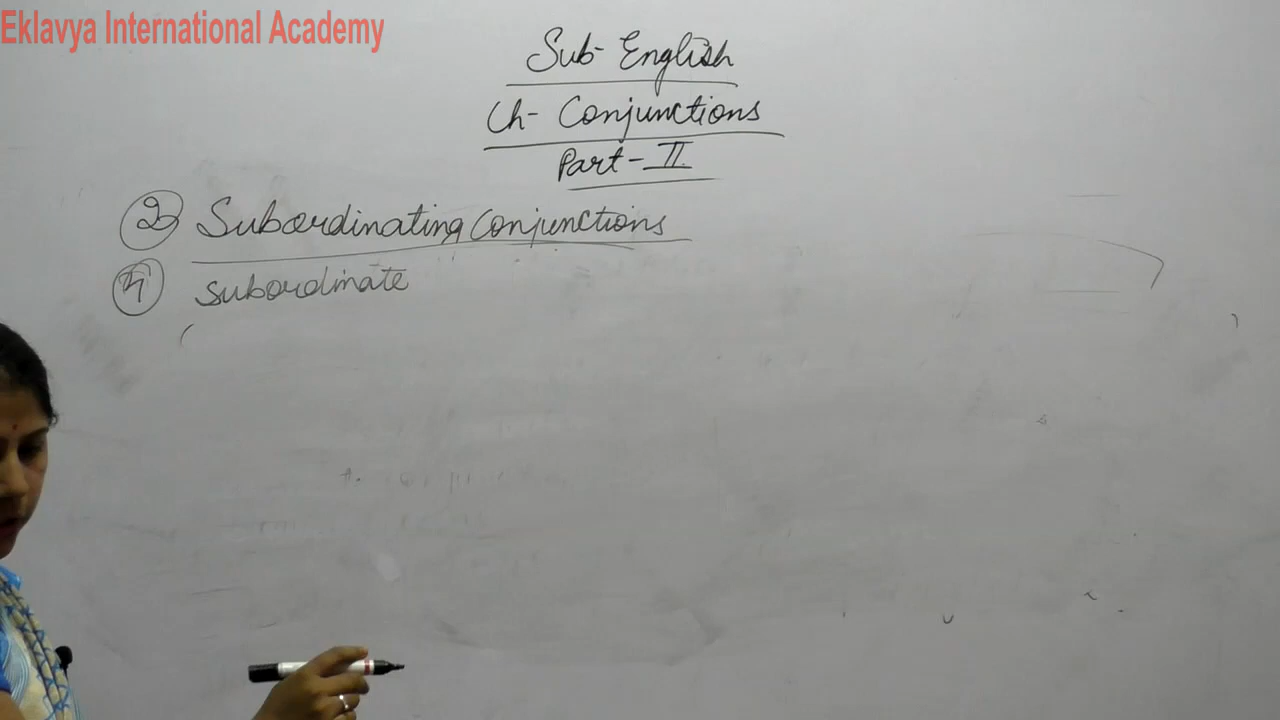 Eklavya International Academy
Sub- English
Ch- Conjunctions
Part- II
② Subordinating Conjunctions
subordinate